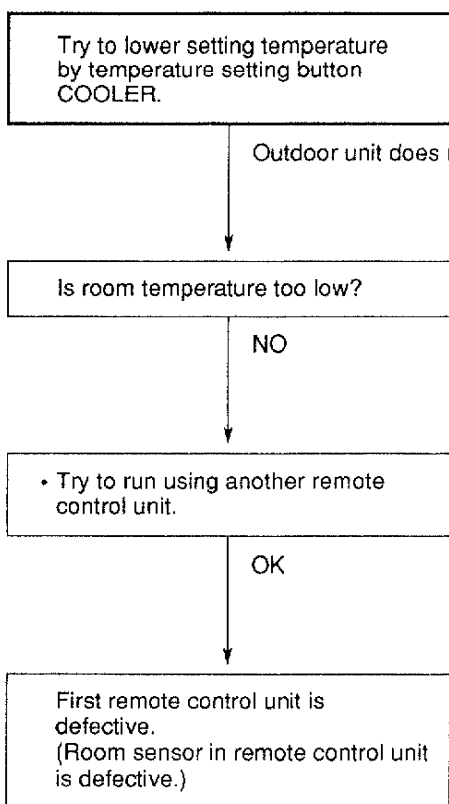 Try to lower setting temperature
by temperature setting button
COOLER.
Outdoor unit does
Is room temperature too low?
NO
• Try to run using another remote
control unit.
OK
First remote control unit is
defective.
(Room sensor in remote control unit
is defective.)